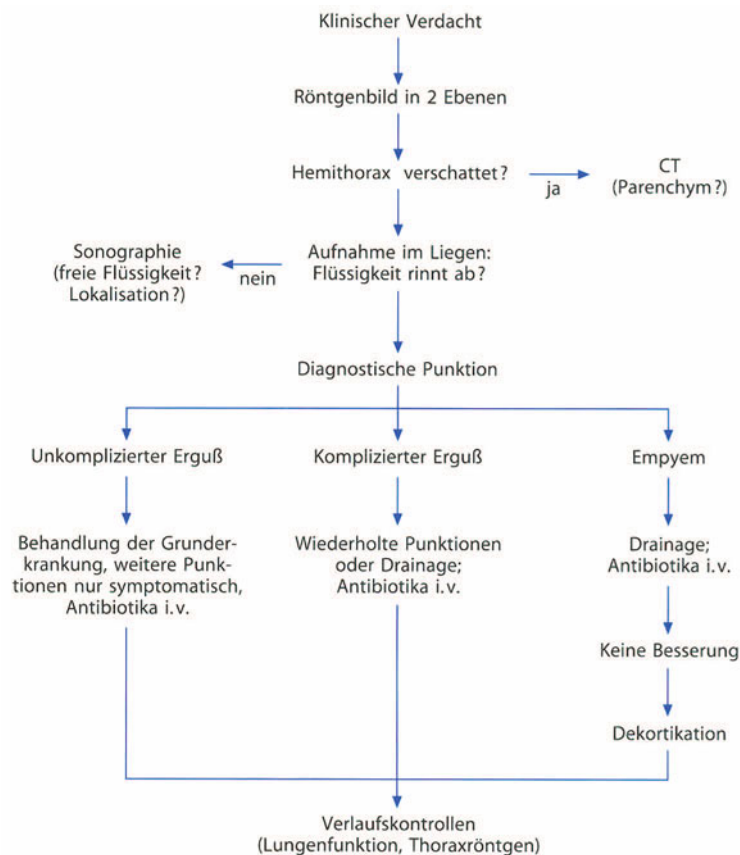 Klinischer Verdacht
Röntgenbild in 2 Ebenen
Hemithorax verschattet?
ja
CT
(Parenchym?)
Aufnahme im Liegen:
Flüssigkeit rinnt ab?
nein
Sonographie
(freie Flüssigkeit?
Lokalisation?)
Diagnostische Punktion
Unkomplizierter Erguß
Behandlung der Grunder-
krankung, weitere Punk-
tionen nur symptomatisch,
Antibiotika i.v.
Komplizierter Erguß
Wiederholte Punktionen
oder Drainage;
Antibiotika i.v.
Empyem
Drainage;
Antibiotika i.v.
Keine Besserung
Dekortikation
Verlaufskontrollen
(Lungenfunktion, Thoraxröntgen)